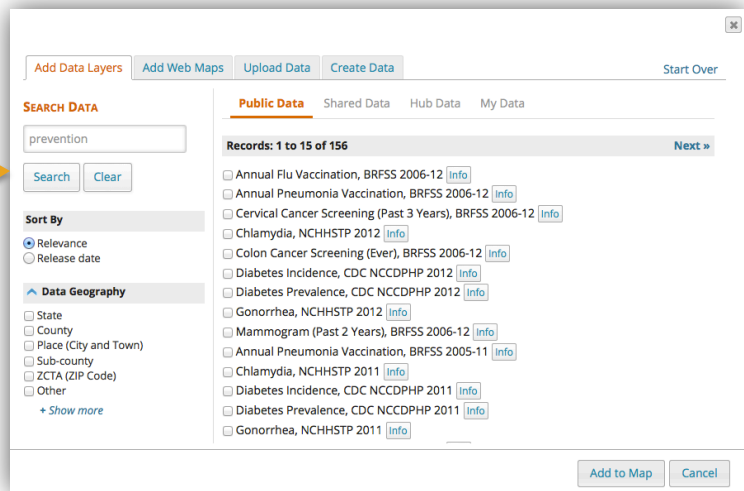 Add Data Layers
Add Web Maps
Upload Data
Create Data
Start Over
SEARCH DATA
prevention
Search
Clear
Sort By
Relevance
Release date
Data Geography
State
County
Place (City and Town)
Sub-county
ZCTA (ZIP Code)
Other
+ Show more
Public Data
Shared Data
Hub Data
My Data
Records: 1 to 15 of 156
Next »
Annual Flu Vaccination, BRFSS 2006-12 Info
Annual Pneumonia Vaccination, BRFSS 2006-12 Info
Cervical Cancer Screening (Past 3 Years), BRFSS 2006-12 Info
Chlamydia, NCHHSTP 2012 Info
Colon Cancer Screening (Ever), BRFSS 2006-12 Info
Diabetes Incidence, CDC NCCDPHP 2012 Info
Diabetes Prevalence, CDC NCCDPHP 2012 Info
Gonorrhea, NCHHSTP 2012 Info
Mammogram (Past 2 Years), BRFSS 2006-12 Info
Annual Pneumonia Vaccination, BRFSS 2005-11 Info
Chlamydia, NCHHSTP 2011 Info
Diabetes Incidence, CDC NCCDPHP 2011 Info
Diabetes Prevalence, CDC NCCDPHP 2011 Info
Gonorrhea, NCHHSTP 2011 Info
Add to Map
Cancel